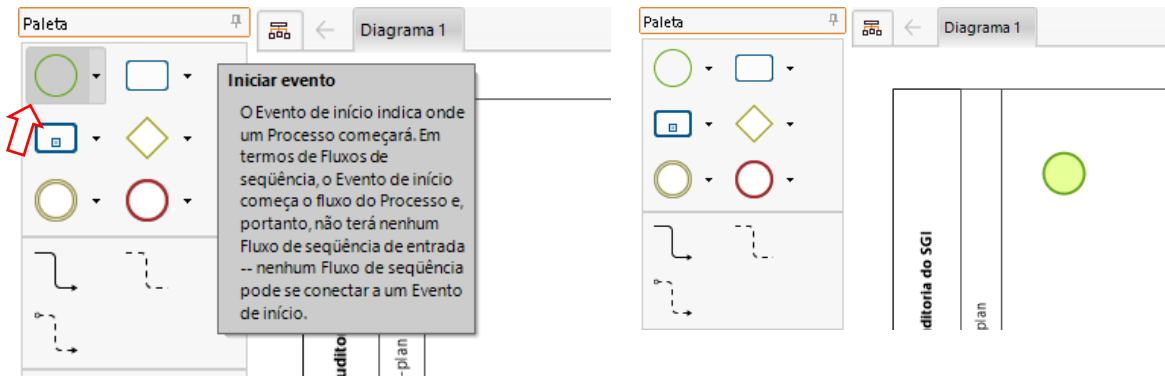 Paleta
Diagrama 1
Iniciar evento
O Evento de início indica onde
um Processo começará. Em
termos de Fluxos de
seqüência, o Evento de início
começa o fluxo do Processo e,
portanto, não terá nenhum
Fluxo de seqüência de entrada
-- nenhum Fluxo de seqüência
pode se conectar a um Evento
de início.
udito
-plan
Paleta
Diagrama 1
ditoria do SGI
plan